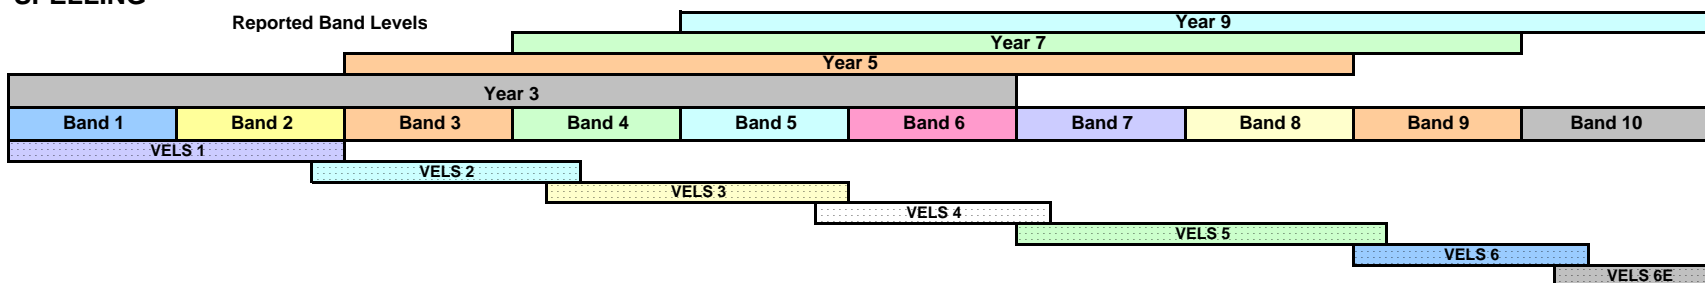 Reported Band Levels Year 9
Year 7
Year 5
Year 3
Band 1 Band 2 Band 3 Band 4 Band 5 Band 6 Band 7 Band 8 Band 9 Band 10
VELS 1
VELS 2
VELS 3
VELS 4
VELS 5
VELS 6
VELS 6E